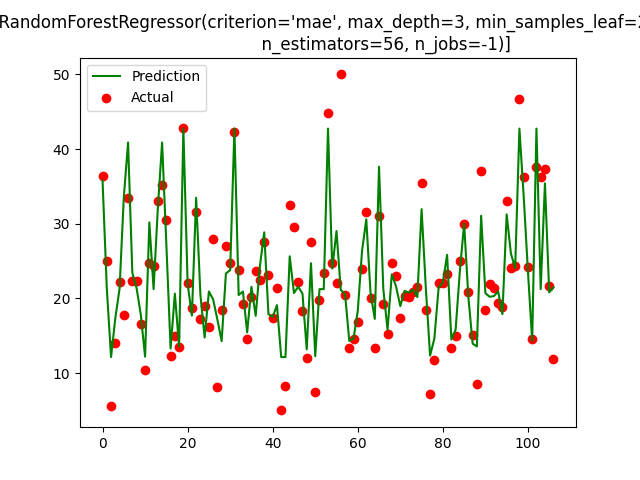 RandomForestRegressor(criterion='mae', max_depth=3, min_samples_leaf=2
n_estimators=56, n_jobs=-1)]
Prediction
Actual
50
40
30
20
10
0 20 40 60 80 100